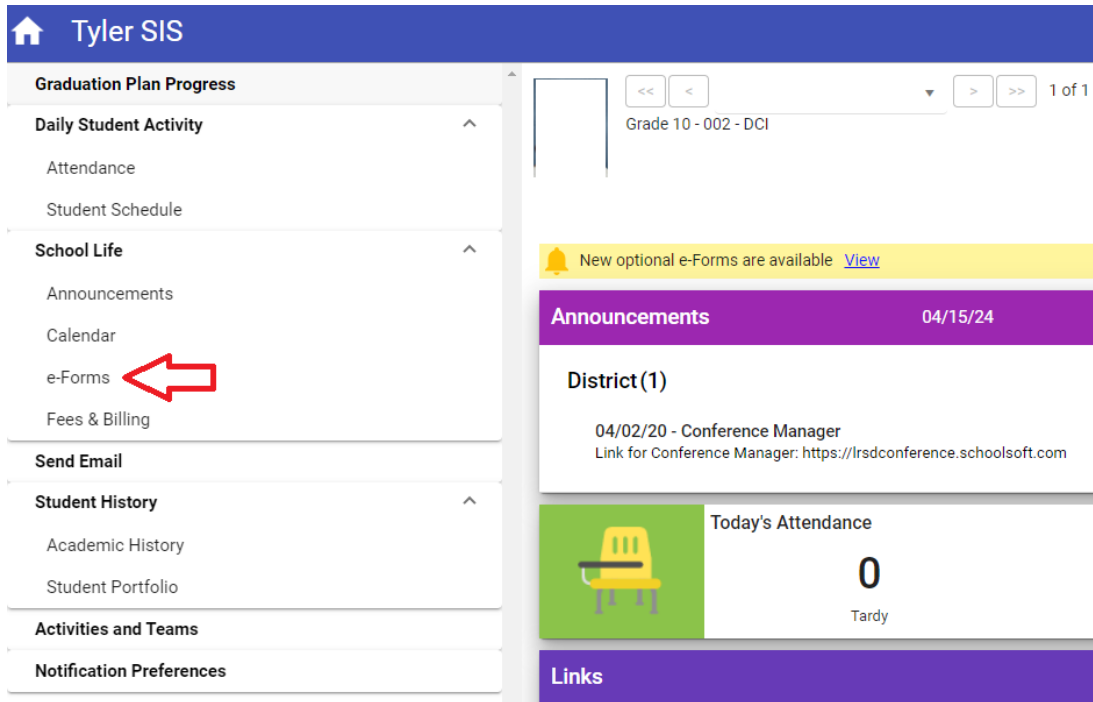 Tyler SIS
Graduation Plan Progress
Daily Student Activity
Attendance
Student Schedule
School Life
Announcements
Calendar
e-Forms
Fees & Billing
Send Email
Student History
Academic History
Student Portfolio
Activities and Teams
Notification Preferences
<< < > >> 1 of 1
Grade 10 - 002 - DCI
New optional e-Forms are available View
Announcements 04/15/24
District (1)
04/02/20 - Conference Manager
Link for Conference Manager: https://lrsdconference.schoolsoft.com
Today's Attendance
0
Tardy
Links